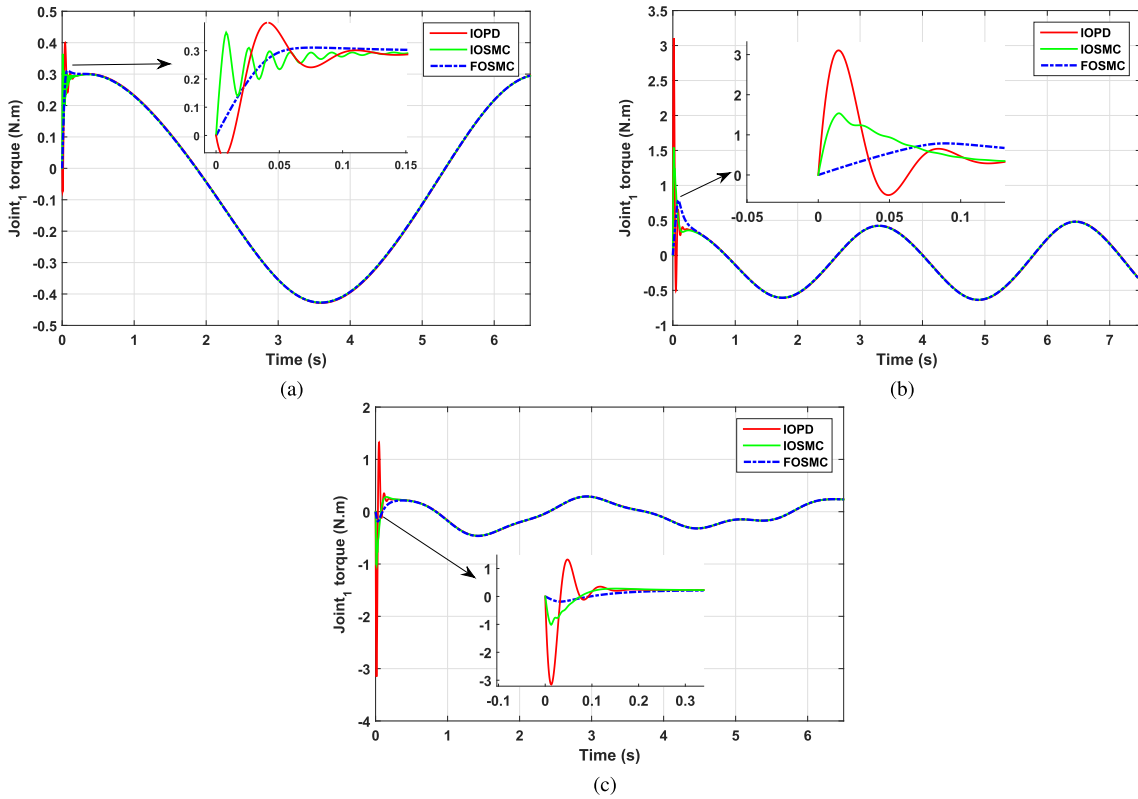 0.5
0.4
0.3
0.2
0.1
0
-0.1
-0.2
-0.3
-0.4
-0.5
Joint1 torque (N.m)
0 1 2 3 4 5 6
Time (s)
0.3
0.2
0.1
0
0 0.05 0.1 0.15
IOPD
IOSMC
FOSMC
(a)
3.5
3
2.5
2
1.5
1
0.5
0
-0.5
-1
Joint1 torque (N.m)
0 1 2 3 4 5 6 7
Time (s)
3
2
1
0
-0.05 0 0.05 0.1
IOPD
IOSMC
FOSMC
(b)
2
1
0
-1
-2
-3
-4
Joint1 torque (N.m)
0 1 2 3 4 5 6
Time (s)
IOPD
IOSMC
FOSMC
1
0
-1
-2
-3
-0.1 0 0.1 0.2 0.3
(c)